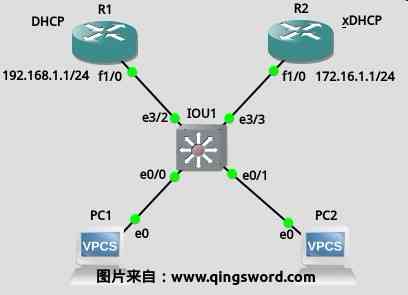 R1
R2
DHCP
xDHCP
192.168.1.1/24
f1/0
f1/0
172.16.1.1/24
IOU1
e3/2
e3/3
e0/0
e0/1
PC1
PC2
e0
e0
VPCS
VPCS
图片来自：www.qingsword.com